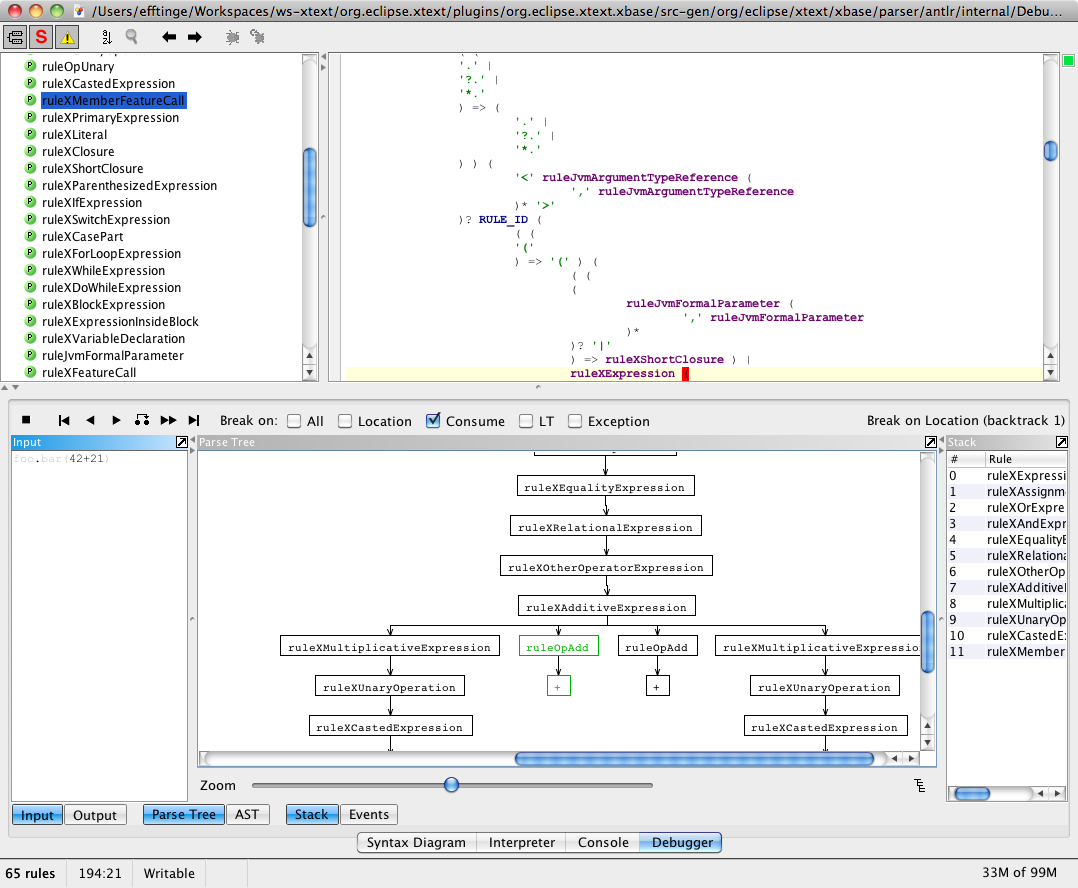 /Users/efftinge/Workspaces/ws-xtext/org.eclipse.xtext/plugins/org.eclipse.xtext.xbase/src-gen/org/eclipse/xtext/xbase/parser/antlr/internal/Debu...
S
ruleOpUnary
ruleXCastedExpression
ruleXMemberFeatureCall
ruleXPrimaryExpression
ruleXLiteral
ruleXClosure
ruleXShortClosure
ruleXParenthesizedExpression
ruleXIfExpression
ruleXSwitchExpression
ruleXCasePart
ruleXForLoopExpression
ruleXWhileExpression
ruleXDoWhileExpression
ruleXBlockExpression
ruleXExpressionInsideBlock
ruleXVariableDeclaration
ruleJvmFormalParameter
ruleXFeatureCall
'.' |
'?.' |
'*.'
) => (
'.' |
'?.' |
'*.'
) ) (
'<' ruleJvmArgumentTypeReference (
',' ruleJvmArgumentTypeReference
)* '>'
)? RULE_ID (
( (
'('
) => '(' ) (
( (
(
ruleJvmFormalParameter (
',' ruleJvmFormalParameter
)*
)? '|'
) => ruleXShortClosure ) |
ruleXExpression (
Break on: All Location Consume LT Exception Break on Location (backtrack 1)
Input
foo.bar(42+21)
Parse Tree
ruleXEqualityExpression
ruleXRelationalExpression
ruleXOtherOperatorExpression
ruleXAdditiveExpression
ruleXMultiplicativeExpression ruleOpAdd ruleOpAdd ruleXMultiplicativeExpressio
ruleXUnaryOperation + + ruleXUnaryOperation
ruleXCastedExpression ruleXCastedExpression
Stack
# Rule
0 ruleXExpressi
1 ruleXAssignm
2 ruleXOrExpre
3 ruleXAndExpr
4 ruleXEqualityE
5 ruleXRelationa
6 ruleXOtherOp
7 ruleXAdditiveE
8 ruleXMultiplica
9 ruleXUnaryOp
10 ruleXCastedEx
11 ruleXMember
Zoom
Input Output Parse Tree AST Stack Events
Syntax Diagram Interpreter Console Debugger
65 rules 194:21 Writable 33M of 99M